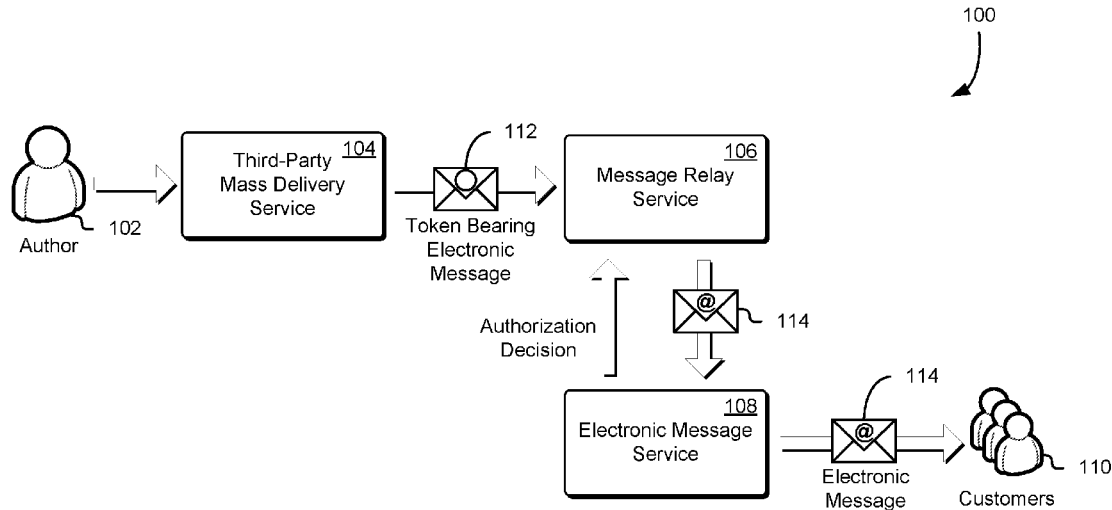 100
112
104
Third-Party
Mass Delivery
Service
106
Message Relay
Service
102
Author
Token Bearing
Electronic
Message
@
114
Authorization
Decision
108
Electronic Message
Service
114
@
Electronic
Message
110
Customers